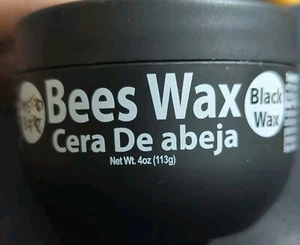 Bees Wax
Black
Wax
Cera De abeja
Net Wt. 4oz (113g)